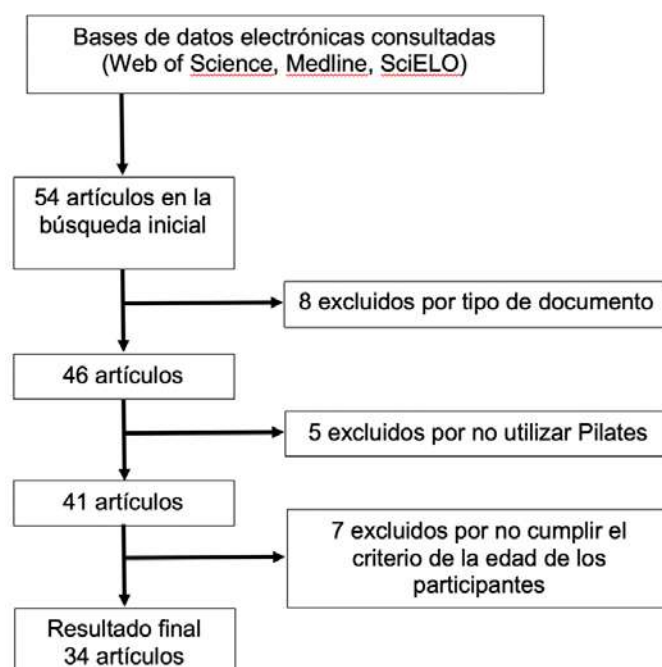 Bases de datos electrónicas consultadas
(Web of Science, Medline, SciELO)
54 artículos en la
búsqueda inicial
8 excluidos por tipo de documento
46 artículos
5 excluidos por no utilizar Pilates
41 artículos
7 excluidos por no cumplir el
criterio de la edad de los
participantes
Resultado final
34 artículos